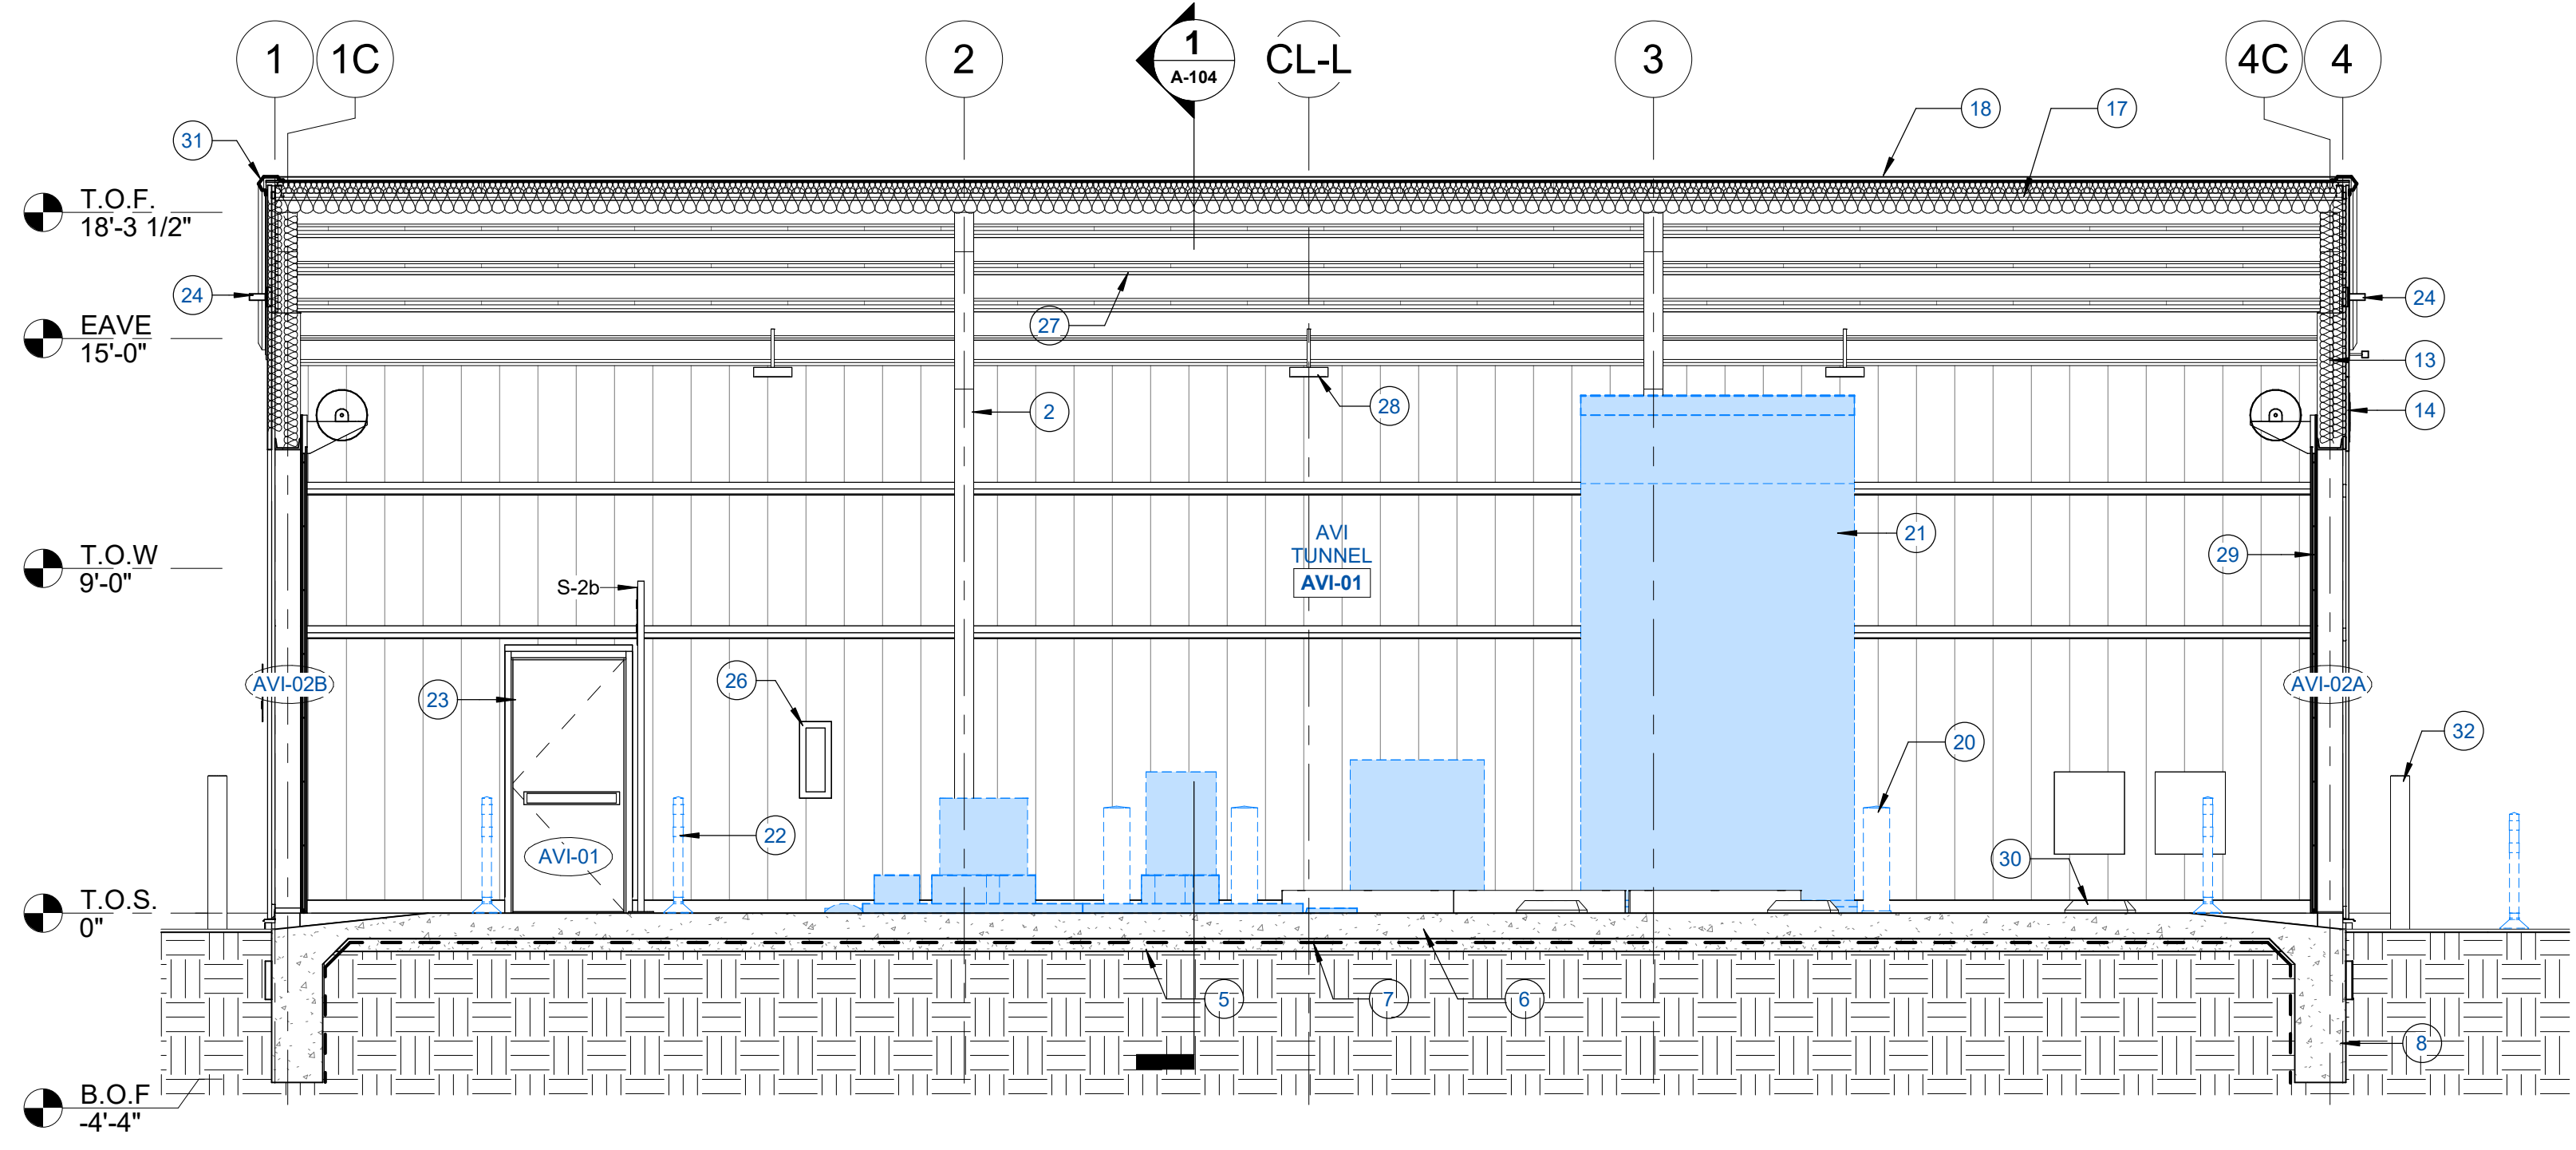 1
1C
2
1
A-104
CL-L
3
4C
4
31
18
17
T.O.F.
18'-3 1/2"
24
24
27
EAVE
15'-0"
13
28
2
14
AVI
TUNNEL
AVI-01
21
29
T.O.W
9'-0"
S-2b
AVI-02B
23
26
AVI-02A
20
32
22
AVI-01
30
T.O.S.
0"
5
7
6
8
B.O.F
-4'-4"